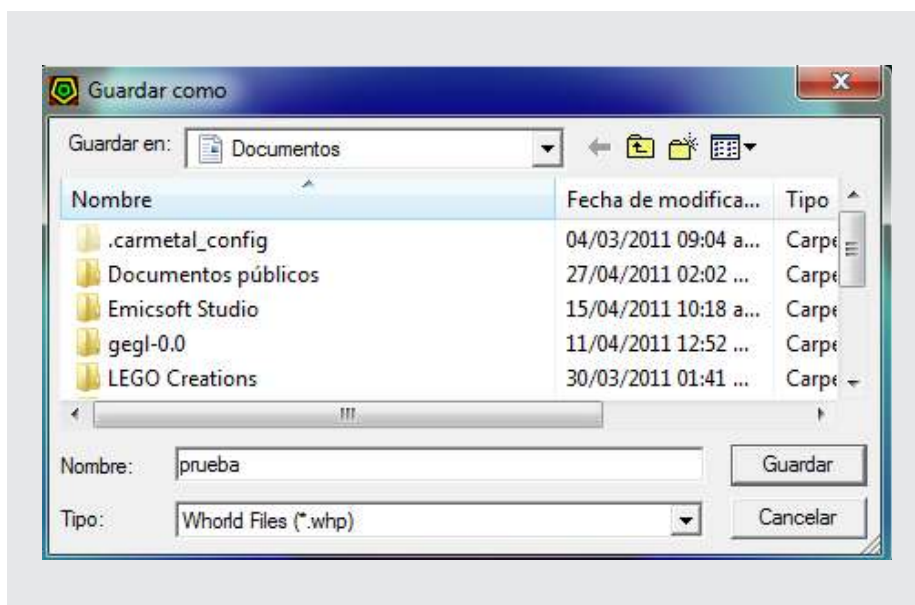 Guardar como
Guardar en: Documentos
Nombre Fecha de modifica... Tipo
.carmetal_config 04/03/2011 09:04 a... Carpe
Documentos públicos 27/04/2011 02:02 ... Carpe
Emicsoft Studio 15/04/2011 10:18 a... Carpe
gegl-0.0 11/04/2011 12:52 ... Carpe
LEGO Creations 30/03/2011 01:41 ... Carpe
Nombre: prueba Guardar
Tipo: Whorld Files (*.whp) Cancelar